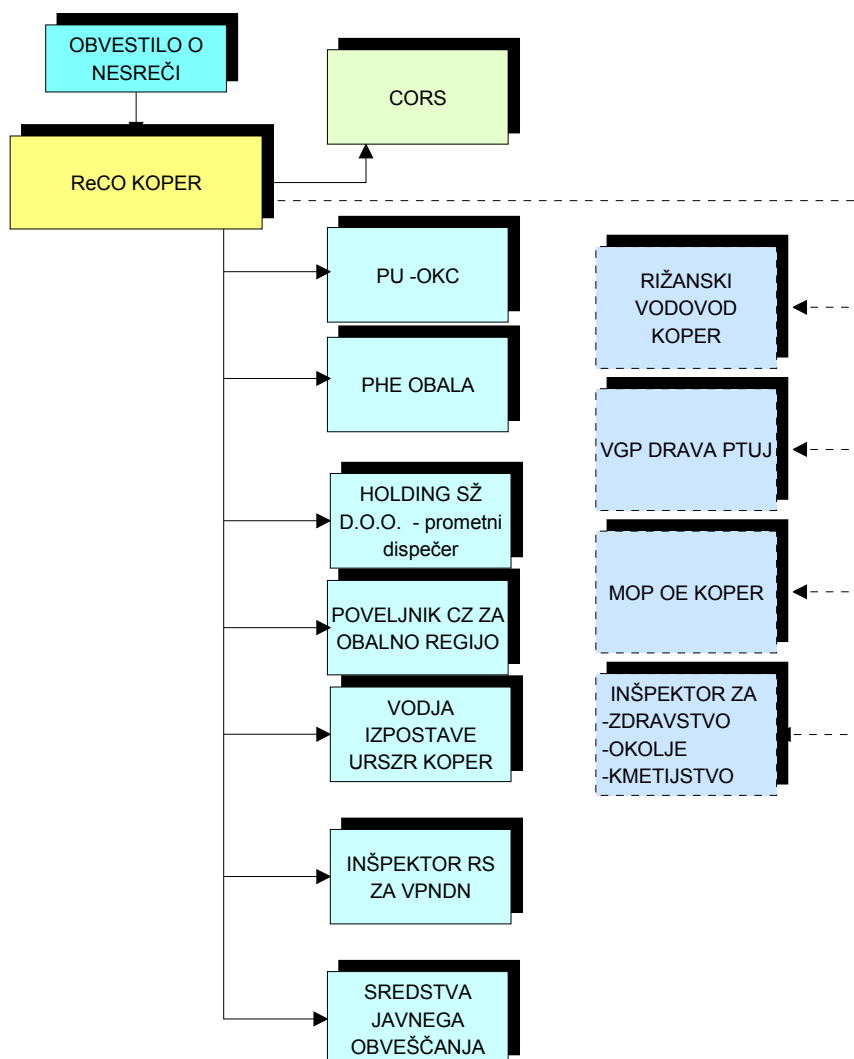 OBVESTILO O
NESREČI
CORS
ReCO KOPER
PU -OKC
PHE OBALA
HOLDING SŽ
D.O.O.  - prometni
dispečer
POVELJNIK CZ ZA
OBALNO REGIJO
VODJA
IZPOSTAVE
URSZR KOPER
INŠPEKTOR RS
ZA VPNDN
SREDSTVA
JAVNEGA
OBVEŠČANJA
RIŽANSKI
VODOVOD
KOPER
VGP DRAVA PTUJ
MOP OE KOPER
INŠPEKTOR ZA
-ZDRAVSTVO
-OKOLJE
-KMETIJSTVO